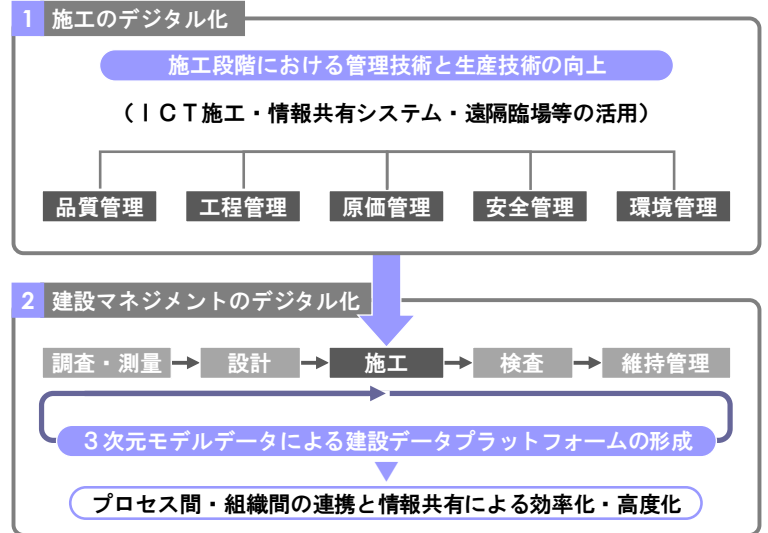 1 施工のデジタル化
施工段階における管理技術と生産技術の向上
（ＩＣＴ施工・情報共有システム・遠隔臨場等の活用）
品質管理 工程管理 原価管理 安全管理 環境管理
2 建設マネジメントのデジタル化
調査・測量 設計 施工 検査 維持管理
３次元モデルデータによる建設データプラットフォームの形成
プロセス間・組織間の連携と情報共有による効率化・高度化